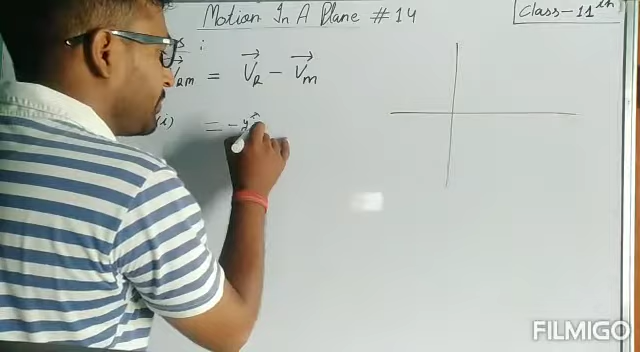 Motion In A Plane #14
Class-11th
s :
V⃗RM = V⃗R − V⃗m
(i) = −y
FILMIGO